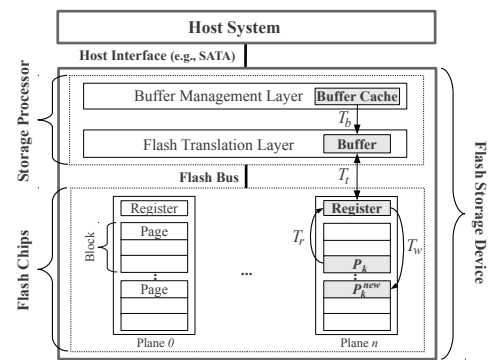 Host System
Host Interface (e.g., SATA)
Storage Processor
Buffer Management Layer
Buffer Cache
T_b
Flash Translation Layer
Buffer
Flash Bus
T_t
Flash Chips
Register
Block
Page
...
Page
Plane 0
...
Register
T_r
T_w
P_k
...
P_k^new
Plane n
Flash Storage Device